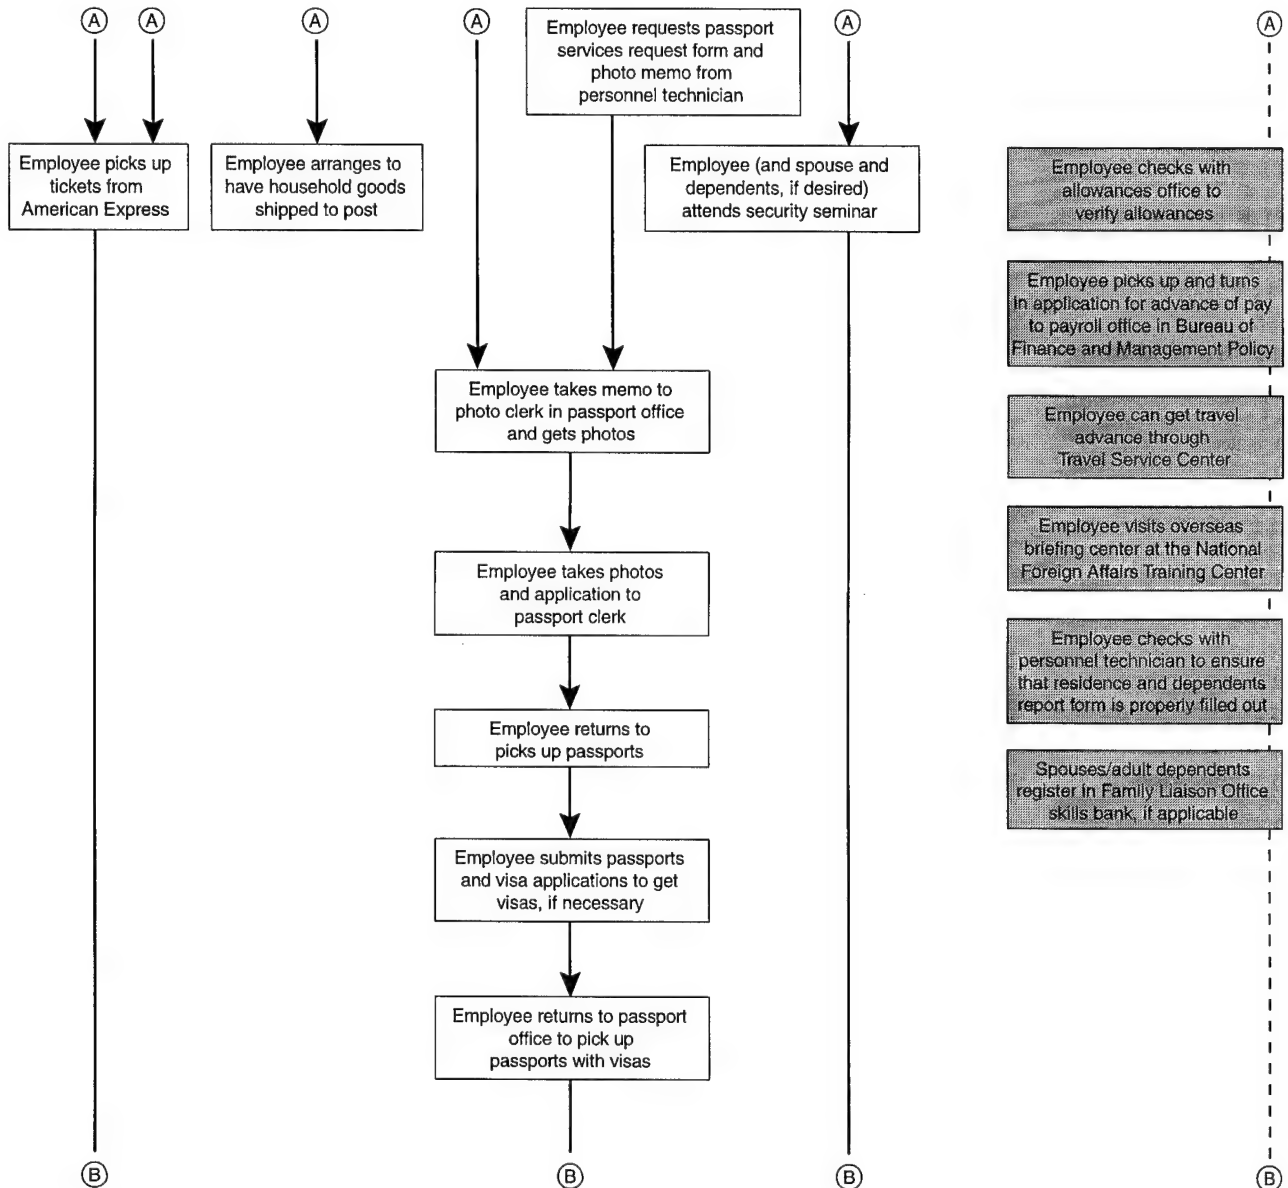 A
A
A
A
Employee requests passport
services request form and
photo memo from
personnel technician
A
A
Employee picks up
tickets from
American Express
Employee arranges to
have household goods
shipped to post
Employee (and spouse and
dependents, if desired)
attends security seminar
Employee checks with
allowances office to
verify allowances
Employee picks up and turns
in application for advance of pay
to payroll office in Bureau of
Finance and Management Policy
Employee takes memo to
photo clerk in passport office
and gets photos
Employee can get travel
advance through
Travel Service Center
Employee visits overseas
briefing center at the National
Foreign Affairs Training Center
Employee takes photos
and application to
passport clerk
Employee checks with
personnel technician to ensure
that residence and dependents
report form is properly filled out
Employee returns to
picks up passports
Spouses/adult dependents
register in Family Liaison Office
skills bank, if applicable
Employee submits passports
and visa applications to get
visas, if necessary
Employee returns to passport
office to pick up
passports with visas
B
B
B
B